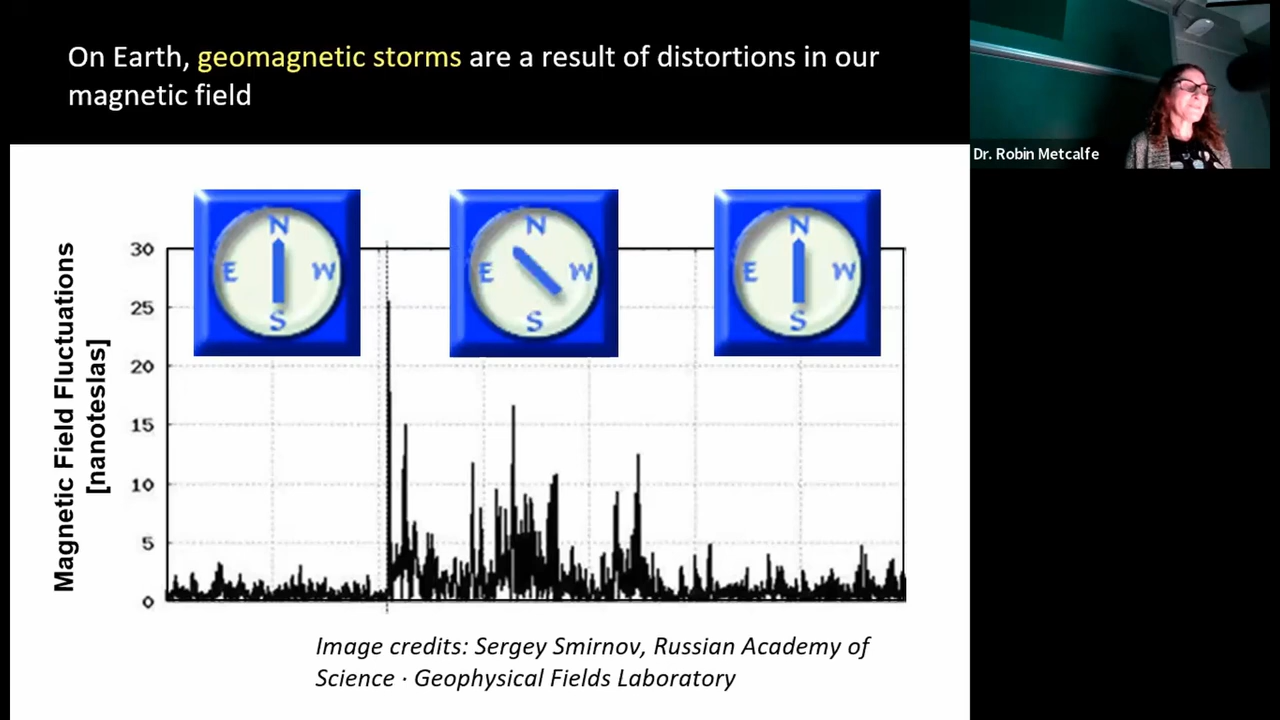 On Earth, geomagnetic storms are a result of distortions in our
magnetic field
Dr. Robin Metcalfe
Magnetic Field Fluctuations
[nanoteslas]
30
25
20
15
10
5
0
N
E W
S
N
E W
S
N
E W
S
Image credits: Sergey Smirnov, Russian Academy of
Science · Geophysical Fields Laboratory